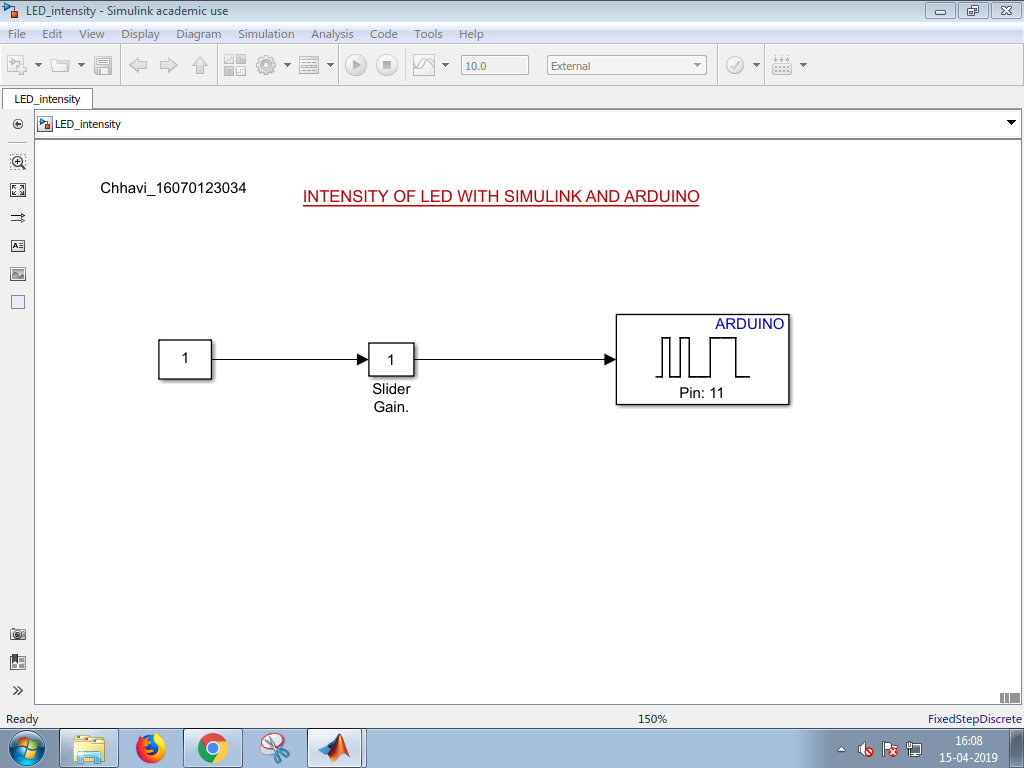 LED_intensity - Simulink academic use
File Edit View Display Diagram Simulation Analysis Code Tools Help
10.0 External
LED_intensity
LED_intensity
Chhavi_16070123034
INTENSITY OF LED WITH SIMULINK AND ARDUINO
ARDUINO
1
1
Slider
Gain.
Pin: 11
Ready 150% FixedStepDiscrete
16:08
15-04-2019